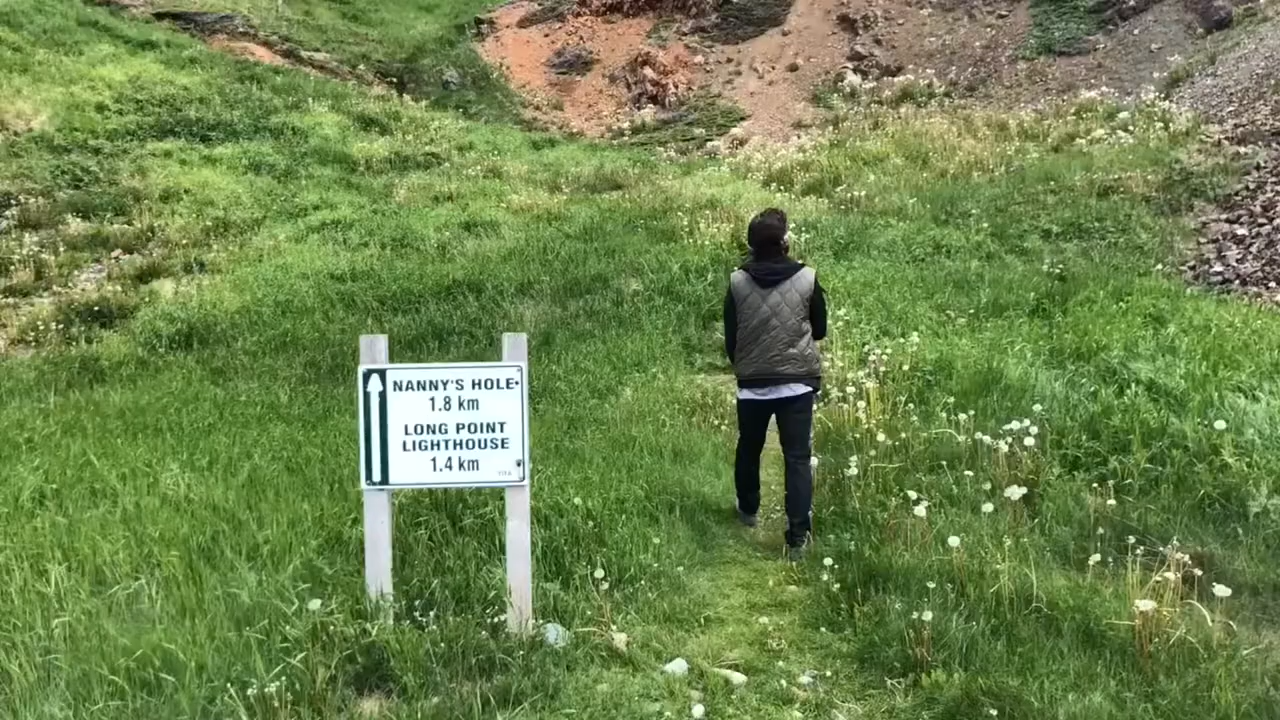 NANNY'S HOLE
1.8 km
LONG POINT
LIGHTHOUSE
1.4 km